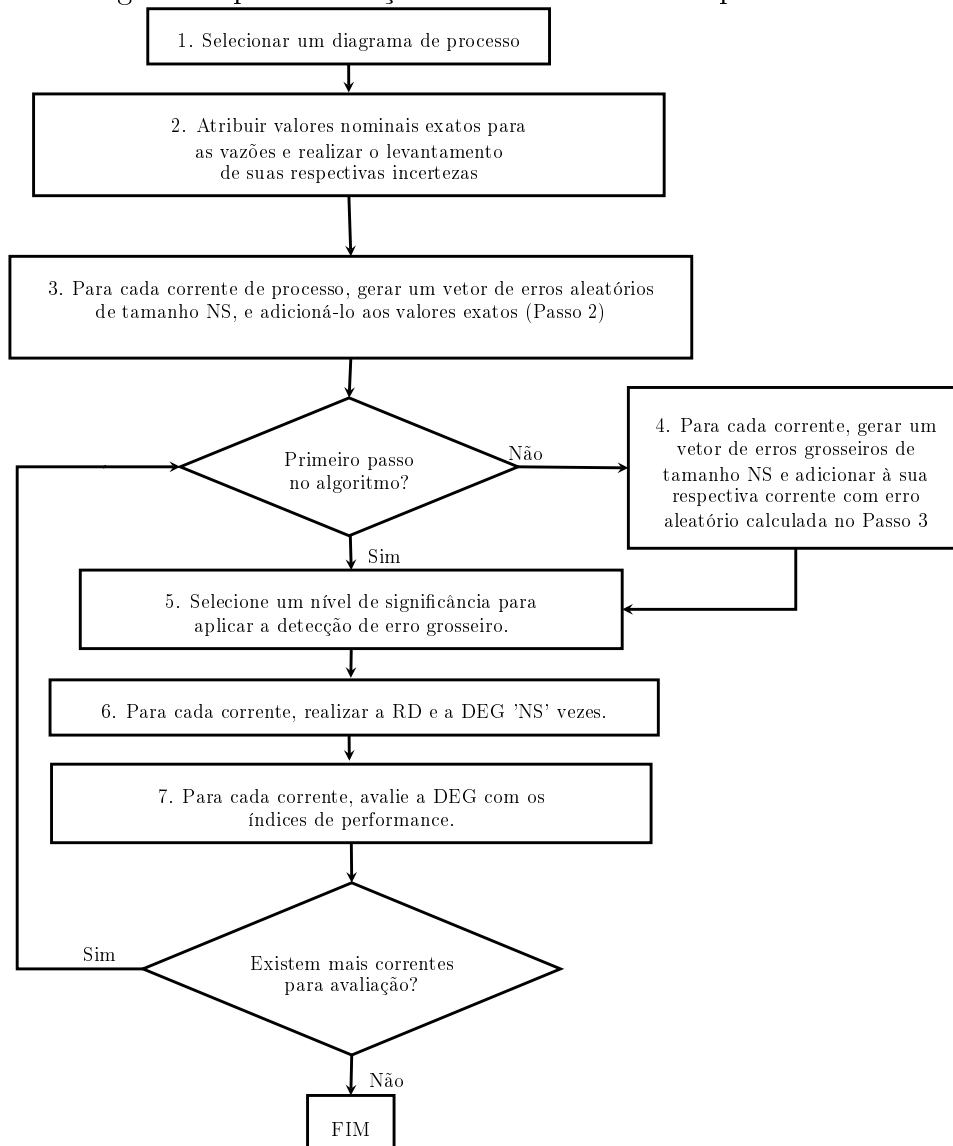 1. Selecionar um diagrama de processo
2. Atribuir valores nominais exatos para
as vazões e realizar o levantamento
de suas respectivas incertezas
3. Para cada corrente de processo, gerar um vetor de erros aleatórios
de tamanho NS, e adicioná-lo aos valores exatos (Passo 2)
Primeiro passo
no algoritmo?
Não
4. Para cada corrente, gerar um
vetor de erros grosseiros de
tamanho NS e adicionar à sua
respectiva corrente com erro
aleatório calculada no Passo 3
Sim
5. Selecione um nível de significância para
aplicar a detecção de erro grosseiro.
6. Para cada corrente, realizar a RD e a DEG 'NS' vezes.
7. Para cada corrente, avalie a DEG com os
índices de performance.
Sim
Existem mais correntes
para avaliação?
Não
FIM